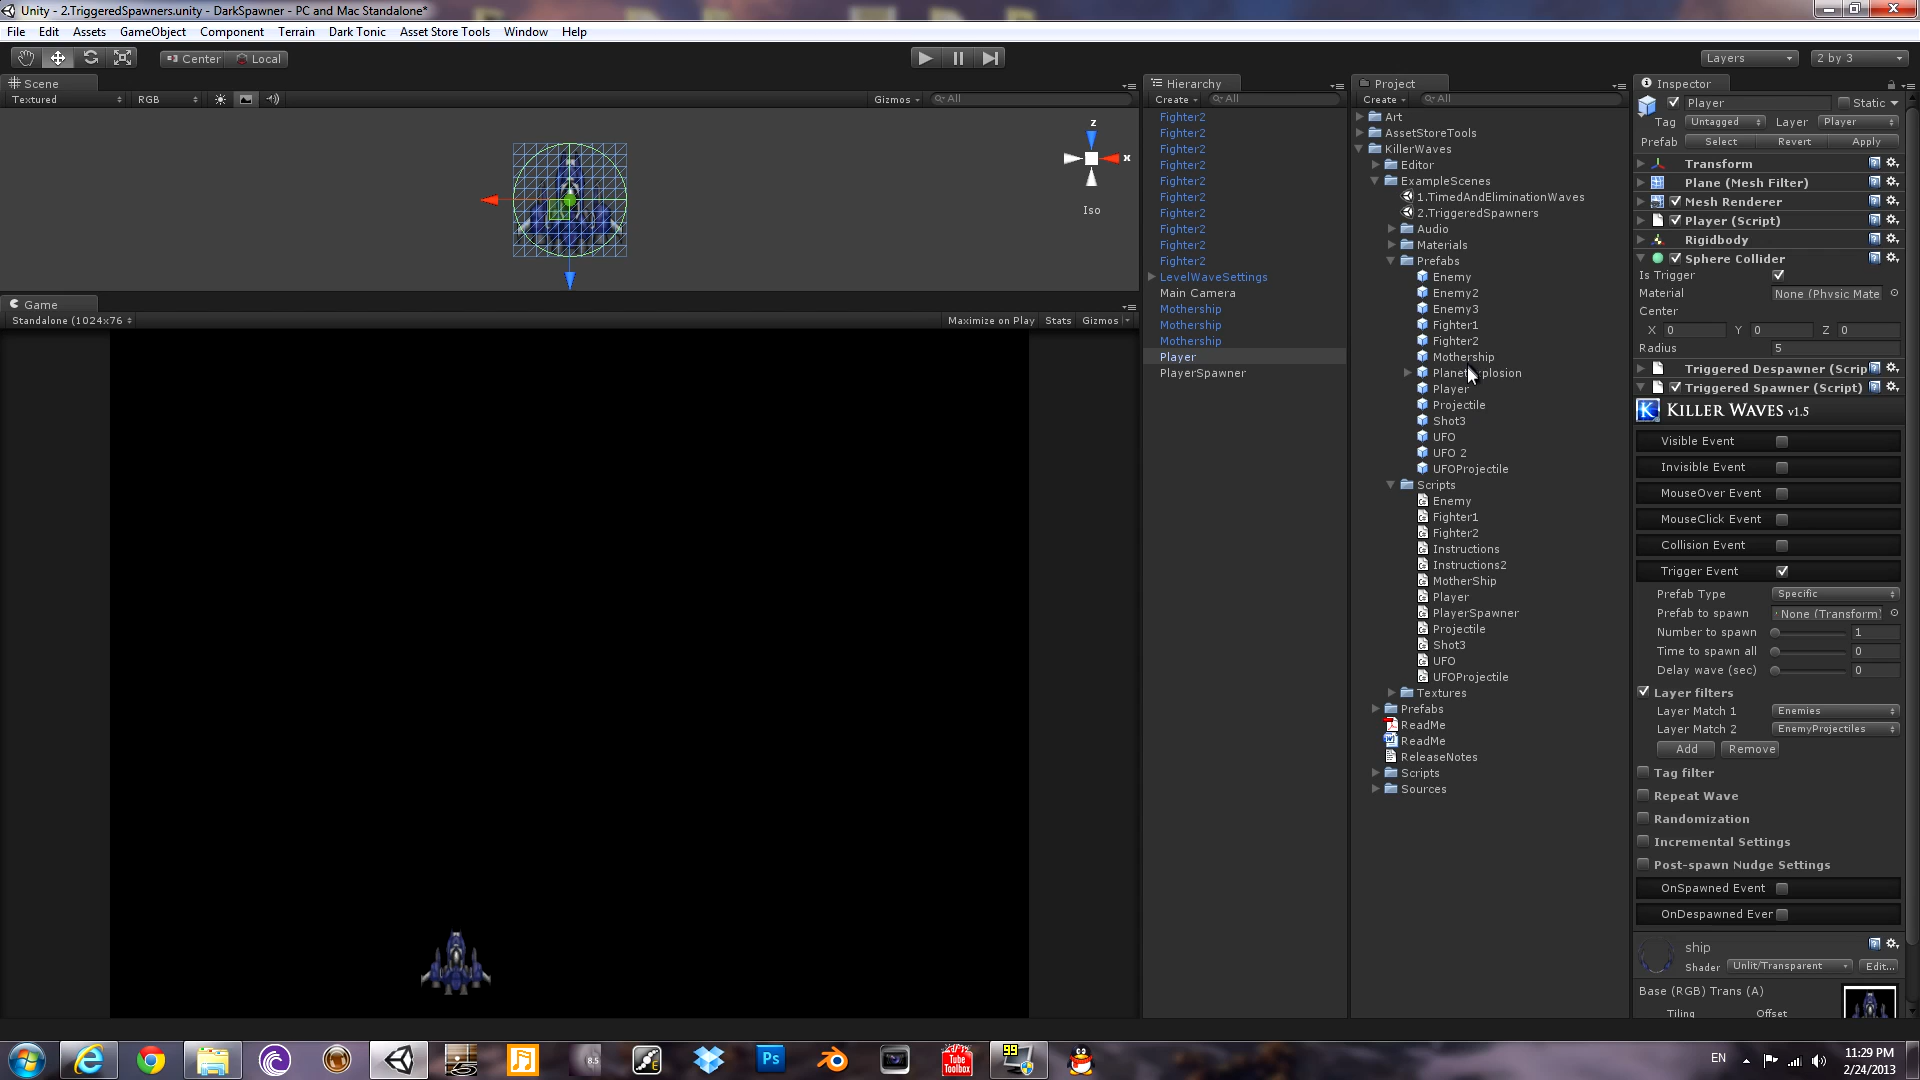 Unity - 2.TriggeredSpawners.unity - DarkSpawner - PC and Mac Standalone*
File Edit Assets GameObject Component Terrain Dark Tonic Asset Store Tools Window Help
Center Local
Layers 2 by 3
Scene
Textured RGB Gizmos All
z
x
Iso
Game
Standalone (1024x76 Maximize on Play Stats Gizmos
Hierarchy
Create All
Fighter2
Fighter2
Fighter2
Fighter2
Fighter2
Fighter2
Fighter2
Fighter2
Fighter2
Fighter2
LevelWaveSettings
Main Camera
Mothership
Mothership
Mothership
Player
PlayerSpawner
Project
Create All
Art
AssetStoreTools
KillerWaves
Editor
ExampleScenes
1.TimedAndEliminationWaves
2.TriggeredSpawners
Audio
Materials
Prefabs
Enemy
Enemy2
Enemy3
Fighter1
Fighter2
Mothership
Player
Projectile
Shot3
UFO
UFO 2
UFOProjectile
Scripts
Enemy
Fighter1
Fighter2
Instructions
Instructions2
MotherShip
Player
PlayerSpawner
Projectile
Shot3
UFO
UFOProjectile
Textures
Prefabs
ReadMe
ReadMe
ReleaseNotes
Scripts
Sources
Inspector
Player Static
Tag Untagged Layer Player
Prefab Select Revert Apply
Transform
Plane (Mesh Filter)
Mesh Renderer
Player (Script)
Rigidbody
Sphere Collider
Is Trigger
Material None (Physic Mate
Center
X 0 Y 0 Z 0
Radius 5
Triggered Despawner (Scrip
Triggered Spawner (Script)
K KILLER WAVES v1.5
Visible Event
Invisible Event
MouseOver Event
MouseClick Event
Collision Event
Trigger Event
Prefab Type Specific
Prefab to spawn None (Transform)
Number to spawn 1
Time to spawn all 0
Delay wave (sec) 0
Layer filters
Layer Match 1 Enemies
Layer Match 2 EnemyProjectiles
Add Remove
Tag filter
Repeat Wave
Randomization
Incremental Settings
Post-spawn Nudge Settings
OnSpawned Event
OnDespawned Ever
ship
Shader Unlit/Transparent Edit...
Base (RGB) Trans (A)
Tiling Offset
8.5 E Ps Tube Toolbox 99
EN 11:29 PM
2/24/2013